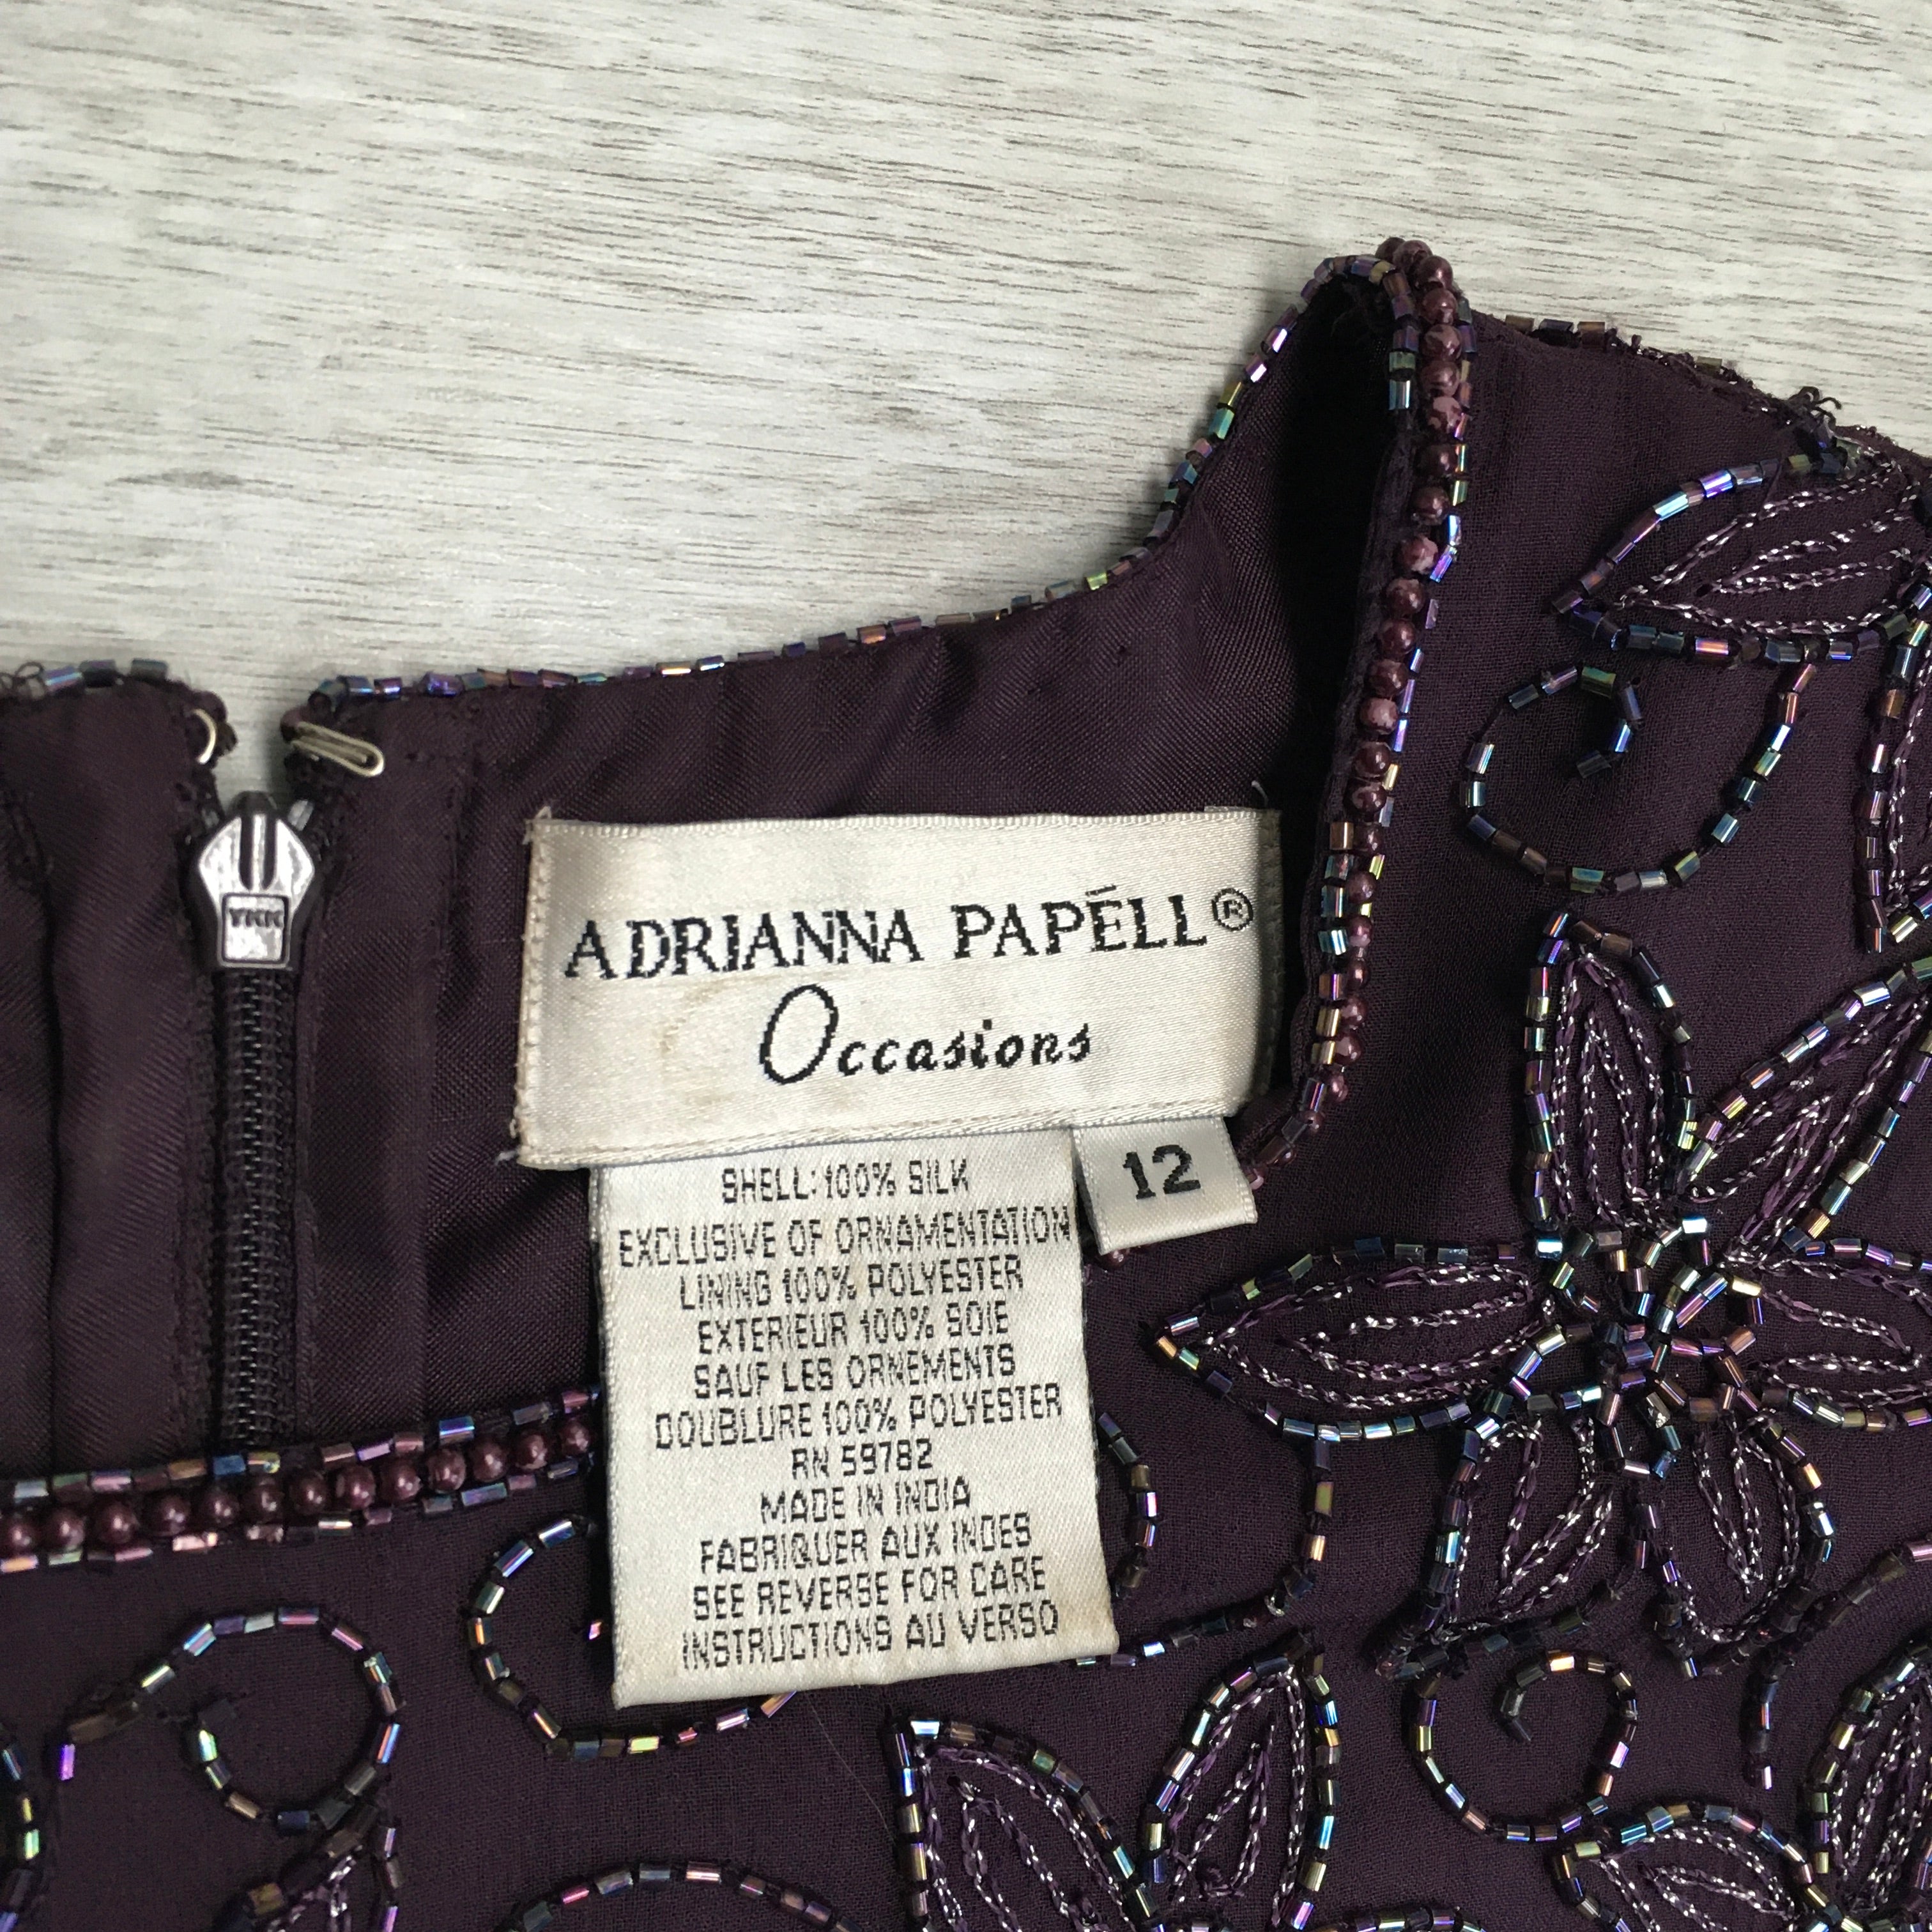 ADRIANNA PAPĒLL®
Occasions
12
SHELL: 100% SILK
EXCLUSIVE OF ORNAMENTATION
LINING 100% POLYESTER
EXTERIEUR 100% SOIE
SAUF LES ORNEMENTS
DOUBLURE 100% POLYESTER
RN 59782
MADE IN INDIA
FABRIQUER AUX INDES
SEE REVERSE FOR CARE
INSTRUCTIONS AU VERSO
YKK